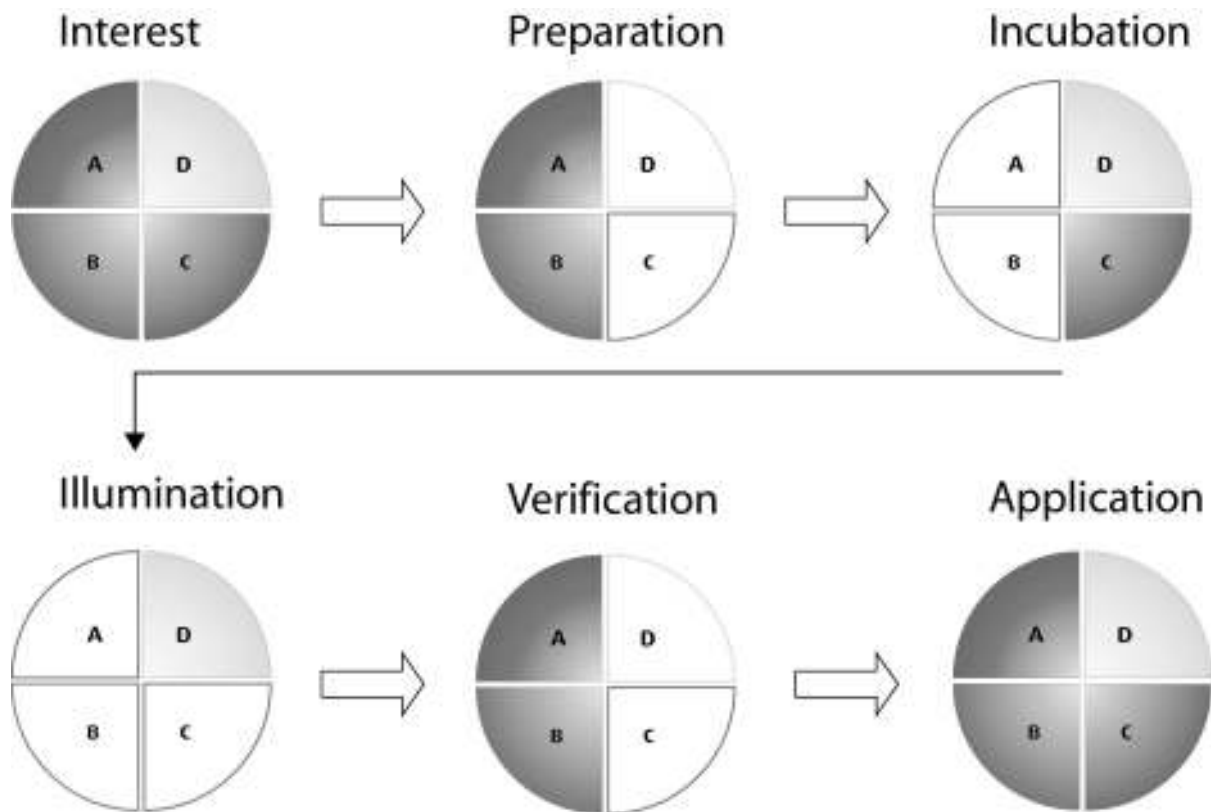 Interest
Preparation
Incubation
A D
B C
A D
B C
A D
B C
Illumination
Verification
Application
A D
B C
A D
B C
A D
B C